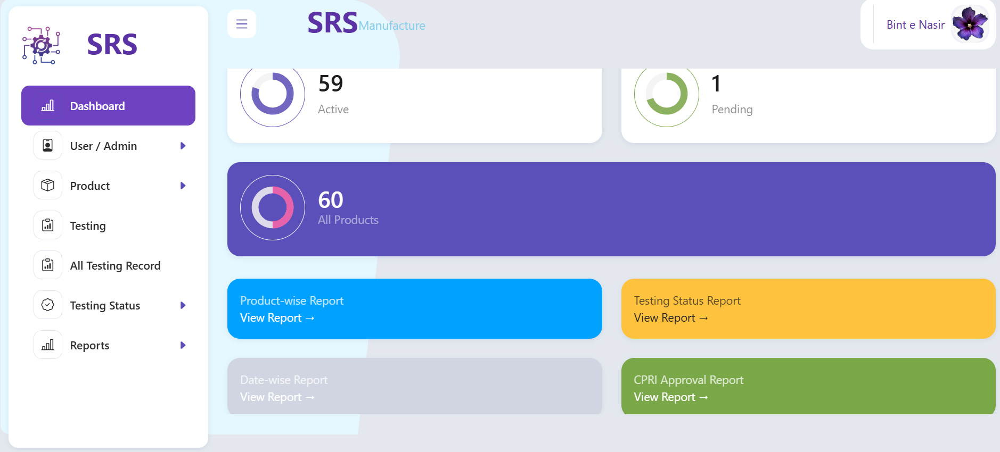 SRS
Dashboard
User / Admin
Product
Testing
All Testing Record
Testing Status
Reports
SRS Manufacture
Bint e Nasir
59
Active
1
Pending
60
All Products
Product-wise Report
View Report →
Testing Status Report
View Report →
Date-wise Report
View Report →
CPRI Approval Report
View Report →